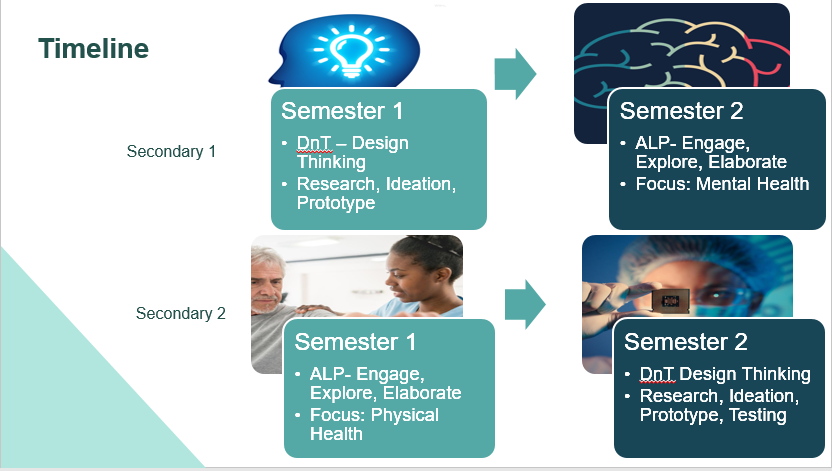 Timeline
Secondary 1
Semester 1
• DnT – Design
Thinking
• Research, Ideation,
Prototype
Semester 2
• ALP- Engage,
Explore, Elaborate
• Focus: Mental Health
Secondary 2
Semester 1
• ALP- Engage,
Explore, Elaborate
• Focus: Physical
Health
Semester 2
• DnT Design Thinking
• Research, Ideation,
Prototype, Testing